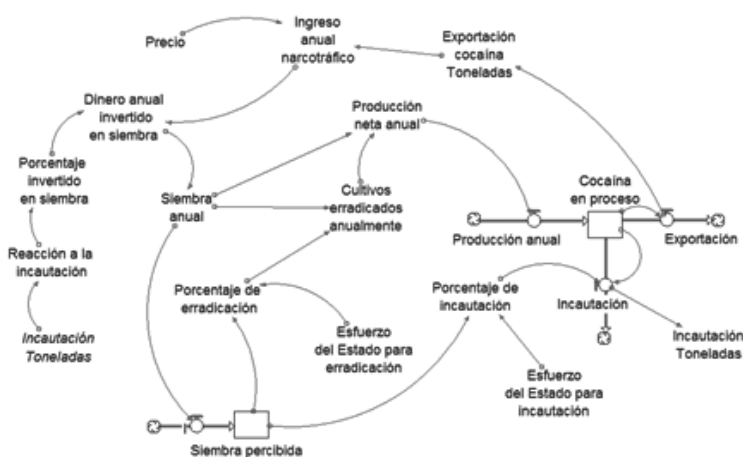 Precio
Ingreso
anual
narcotráfico
Exportación
cocaína
Toneladas
Dinero anual
invertido
en siembra
Producción
neta anual
Porcentaje
invertido
en siembra
Siembra
anual
Cultivos
erradicados
anualmente
Cocaína
en proceso
Producción anual
Exportación
Reacción a la
incautación
Porcentaje de
erradicación
Porcentaje de
incautación
Incautación
Incautación
Toneladas
Esfuerzo
del Estado para
erradicación
Incautación
Toneladas
Esfuerzo
del Estado para
incautación
Siembra percibida